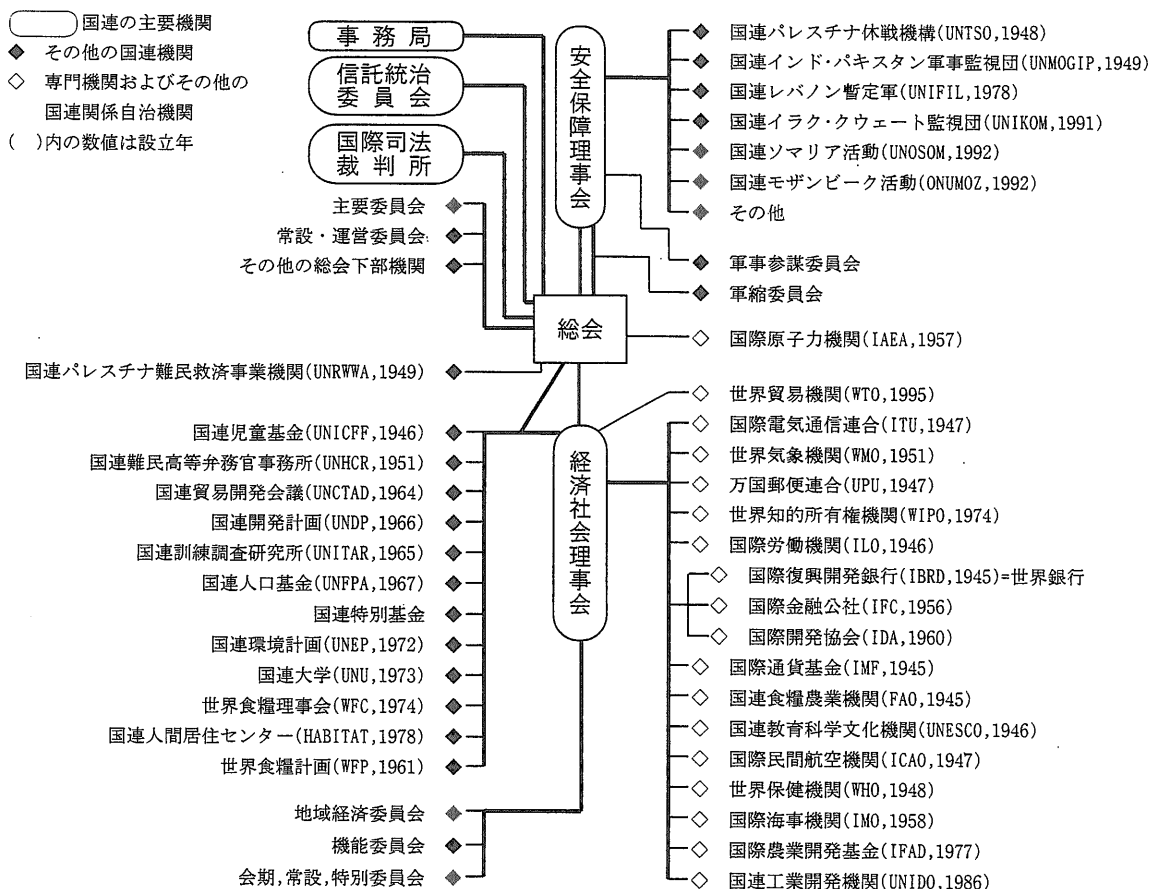 国連の主要機関
◆ その他の国連機関
◇ 専門機関およびその他の
国連関係自治機関
( )内の数値は設立年
事務局
信託統治
委員会
国際司法
裁判所
主要委員会
常設・運営委員会
その他の総会下部機関
安全保障理事会
国連パレスチナ休戦機構(UNTSO,1948)
国連インド・パキスタン軍事監視団(UNMOGIP,1949)
国連レバノン暫定軍(UNIFIL,1978)
国連イラク・クウェート監視団(UNIKOM,1991)
国連ソマリア活動(UNOSOM,1992)
国連モザンビーク活動(ONUMOZ,1992)
その他
軍事参謀委員会
軍縮委員会
総会
国際原子力機関(IAEA,1957)
国連パレスチナ難民救済事業機関(UNRWWA,1949)
国連児童基金(UNICFF,1946)
国連難民高等弁務官事務所(UNHCR,1951)
国連貿易開発会議(UNCTAD,1964)
国連開発計画(UNDP,1966)
国連訓練調査研究所(UNITAR,1965)
国連人口基金(UNFPA,1967)
国連特別基金
国連環境計画(UNEP,1972)
国連大学(UNU,1973)
世界食糧理事会(WFC,1974)
国連人間居住センター(HABITAT,1978)
世界食糧計画(WFP,1961)
地域経済委員会
機能委員会
会期,常設,特別委員会
経済社会理事会
世界貿易機関(WTO,1995)
国際電気通信連合(ITU,1947)
世界気象機関(WMO,1951)
万国郵便連合(UPU,1947)
世界知的所有権機関(WIPO,1974)
国際労働機関(ILO,1946)
国際復興開発銀行(IBRD,1945)=世界銀行
国際金融公社(IFC,1956)
国際開発協会(IDA,1960)
国際通貨基金(IMF,1945)
国連食糧農業機関(FAO,1945)
国連教育科学文化機関(UNESCO,1946)
国際民間航空機関(ICAO,1947)
世界保健機関(WHO,1948)
国際海事機関(IMO,1958)
国際農業開発基金(IFAD,1977)
国連工業開発機関(UNIDO,1986)